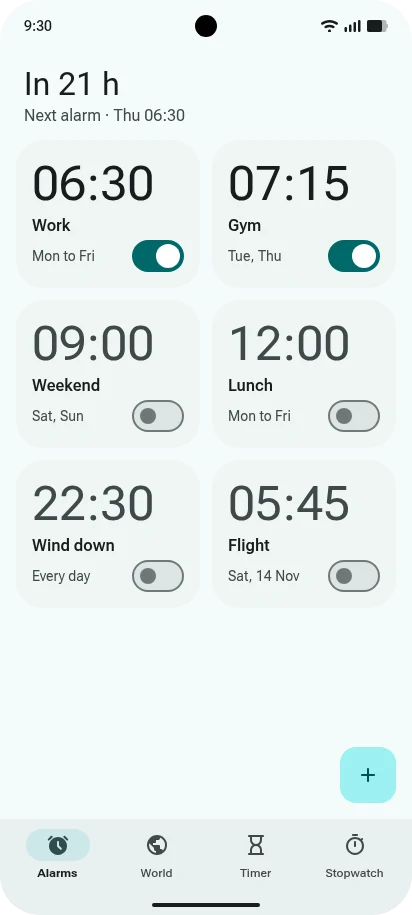 9:30
In 21 h
Next alarm · Thu 06:30
06:30
Work
Mon to Fri
07:15
Gym
Tue, Thu
09:00
Weekend
Sat, Sun
12:00
Lunch
Mon to Fri
22:30
Wind down
Every day
05:45
Flight
Sat, 14 Nov
Alarms
World
Timer
Stopwatch